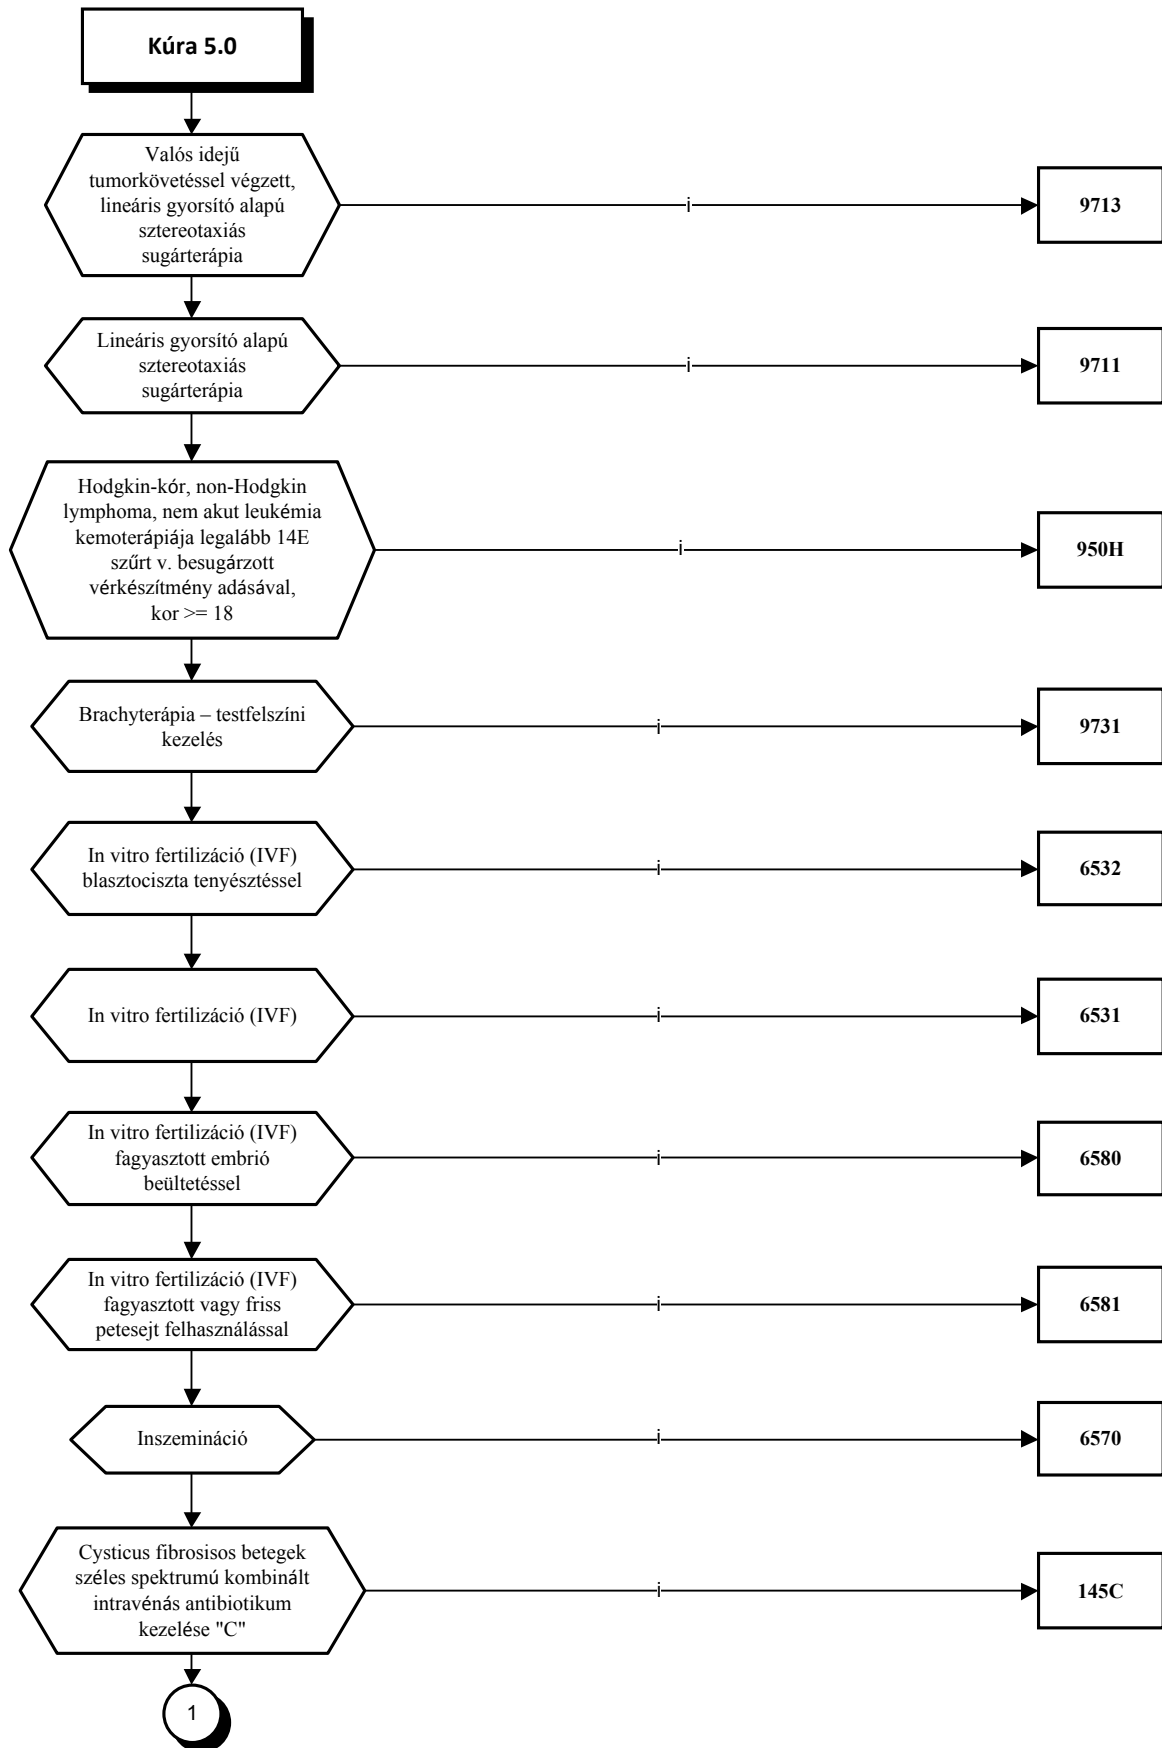 Kúra 5.0
Valós idejű
tumorkövetéssel végzett,
lineáris gyorsító alapú
sztereotaxiás
sugárterápia
i
9713
Lineáris gyorsító alapú
sztereotaxiás
sugárterápia
i
9711
Hodgkin-kór, non-Hodgkin
lymphoma, nem akut leukémia
kemoterápiája legalább 14E
szűrt v. besugárzott
vérkészítmény adásával,
kor >= 18
i
950H
Brachyterápia – testfelszíni
kezelés
i
9731
In vitro fertilizáció (IVF)
blasztociszta tenyésztéssel
i
6532
In vitro fertilizáció (IVF)
i
6531
In vitro fertilizáció (IVF)
fagyasztott embrió
beültetéssel
i
6580
In vitro fertilizáció (IVF)
fagyasztott vagy friss
petesejt felhasználással
i
6581
Inszemináció
i
6570
Cysticus fibrosisos betegek
széles spektrumú kombinált
intravénás antibiotikum
kezelése "C"
i
145C
1